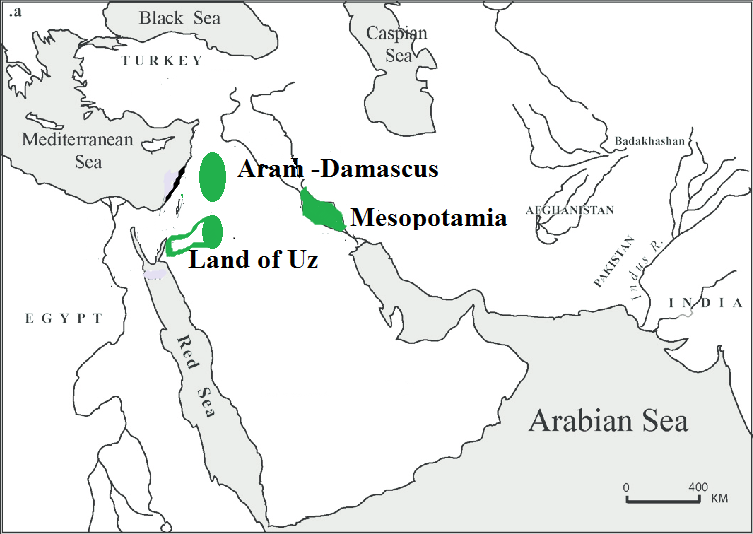 .a
Black Sea
Caspian
Sea
TURKEY
Mediterranean
Sea
Badakhashan
Aram -Damascus
AFGHANISTAN
Mesopotamia
PAKISTAN
Indus R.
Land of Uz
INDIA
EGYPT
Red Sea
Arabian Sea
0 400
KM